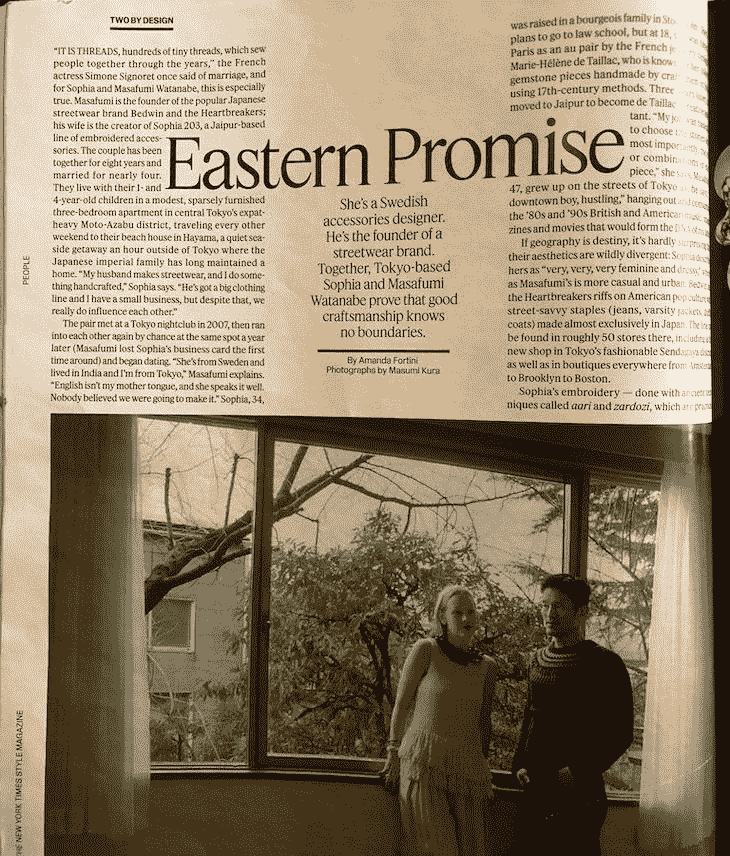 TWO BY DESIGN
"IT IS THREADS, hundreds of tiny threads, which sew
people together through the years," the French
actress Simone Signoret once said of marriage, and
for Sophia and Masafumi Watanabe, this is especially
true. Masafumi is the founder of the popular Japanese
streetwear brand Bedwin and the Heartbreakers;
his wife is the creator of Sophia 203, a Jaipur-based
line of embroidered acces-
sories. The couple has been
together for eight years and
married for nearly four.
They live with their 1- and
4-year-old children in a modest, sparsely furnished
three-bedroom apartment in central Tokyo's expat-
heavy Moto-Azabu district, traveling every other
weekend to their beach house in Hayama, a quiet sea-
side getaway an hour outside of Tokyo where the
Japanese imperial family has long maintained a
home. "My husband makes streetwear, and I do some-
thing handcrafted," Sophia says. "He's got a big clothing
line and I have a small business, but despite that, we
really do influence each other."
The pair met at a Tokyo nightclub in 2007, then ran
into each other again by chance at the same spot a year
later (Masafumi lost Sophia's business card the first
time around) and began dating. "She's from Sweden and
lived in India and I'm from Tokyo," Masafumi explains.
"English isn't my mother tongue, and she speaks it well.
Nobody believed we were going to make it." Sophia, 34,
Eastern Promise
She's a Swedish
accessories designer.
He's the founder of a
streetwear brand.
Together, Tokyo-based
Sophia and Masafumi
Watanabe prove that good
craftsmanship knows
no boundaries.
By Amanda Fortini
Photographs by Masumi Kura
was raised in a bourgeois family in
plans to go to law school, but at 18,
Paris as an au pair by the French
Marie-Hélène de Taillac, who is
gemstone pieces handmade by
using 17th-century methods. Three
moved to Jaipur to become de Taillac
tant. "My
to choose
most
or
piece," she
47, grew up on the streets of Tokyo
downtown boy, hustling," hanging out
the '80s and '90s British and American
zines and movies that would form the
If geography is destiny, it's hardly
their aesthetics are wildly divergent: Sophia
hers as "very, very, very feminine and dressy,"
as Masafumi's is more casual and urban.
the Heartbreakers riffs on American pop culture
street-savvy staples (jeans, varsity jackets,
coats) made almost exclusively in Japan. The
be found in roughly 50 stores there, including
new shop in Tokyo's fashionable Sendagaya
as well as in boutiques everywhere from
to Brooklyn to Boston.
Sophia's embroidery — done with ancient
niques called aari and zardozi, which are
PEOPLE
THE NEW YORK TIMES STYLE MAGAZINE